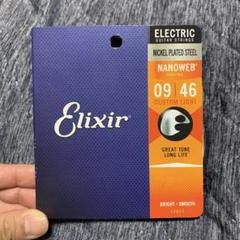 Elixir
ELECTRIC
GUITAR STRINGS
NICKEL PLATED STEEL
NANOWEB®
09 46
CUSTOM LIGHT
GREAT TONE
LONG LIFE
BRIGHT • SMOOTH